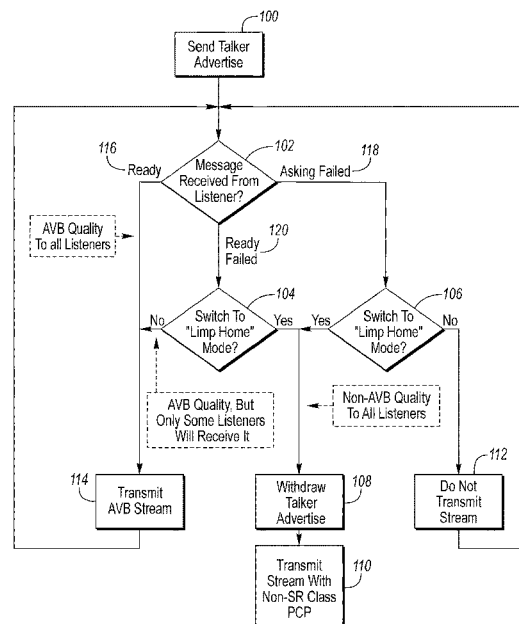 100
Send Talker
Advertise
116
102
118
Ready
Message
Received From
Listener?
Asking Failed
120
Ready
Failed
AVB Quality
To all Listeners
104
106
No
Switch To
"Limp Home"
Mode?
Yes
Yes
Switch To
"Limp Home"
Mode?
No
AVB Quality, But
Only Some Listeners
Will Receive It
Non-AVB Quality
To All Listeners
114
Transmit
AVB Stream
108
Withdraw
Talker
Advertise
112
Do Not
Transmit
Stream
110
Transmit
Stream With
Non-SR Class
PCP